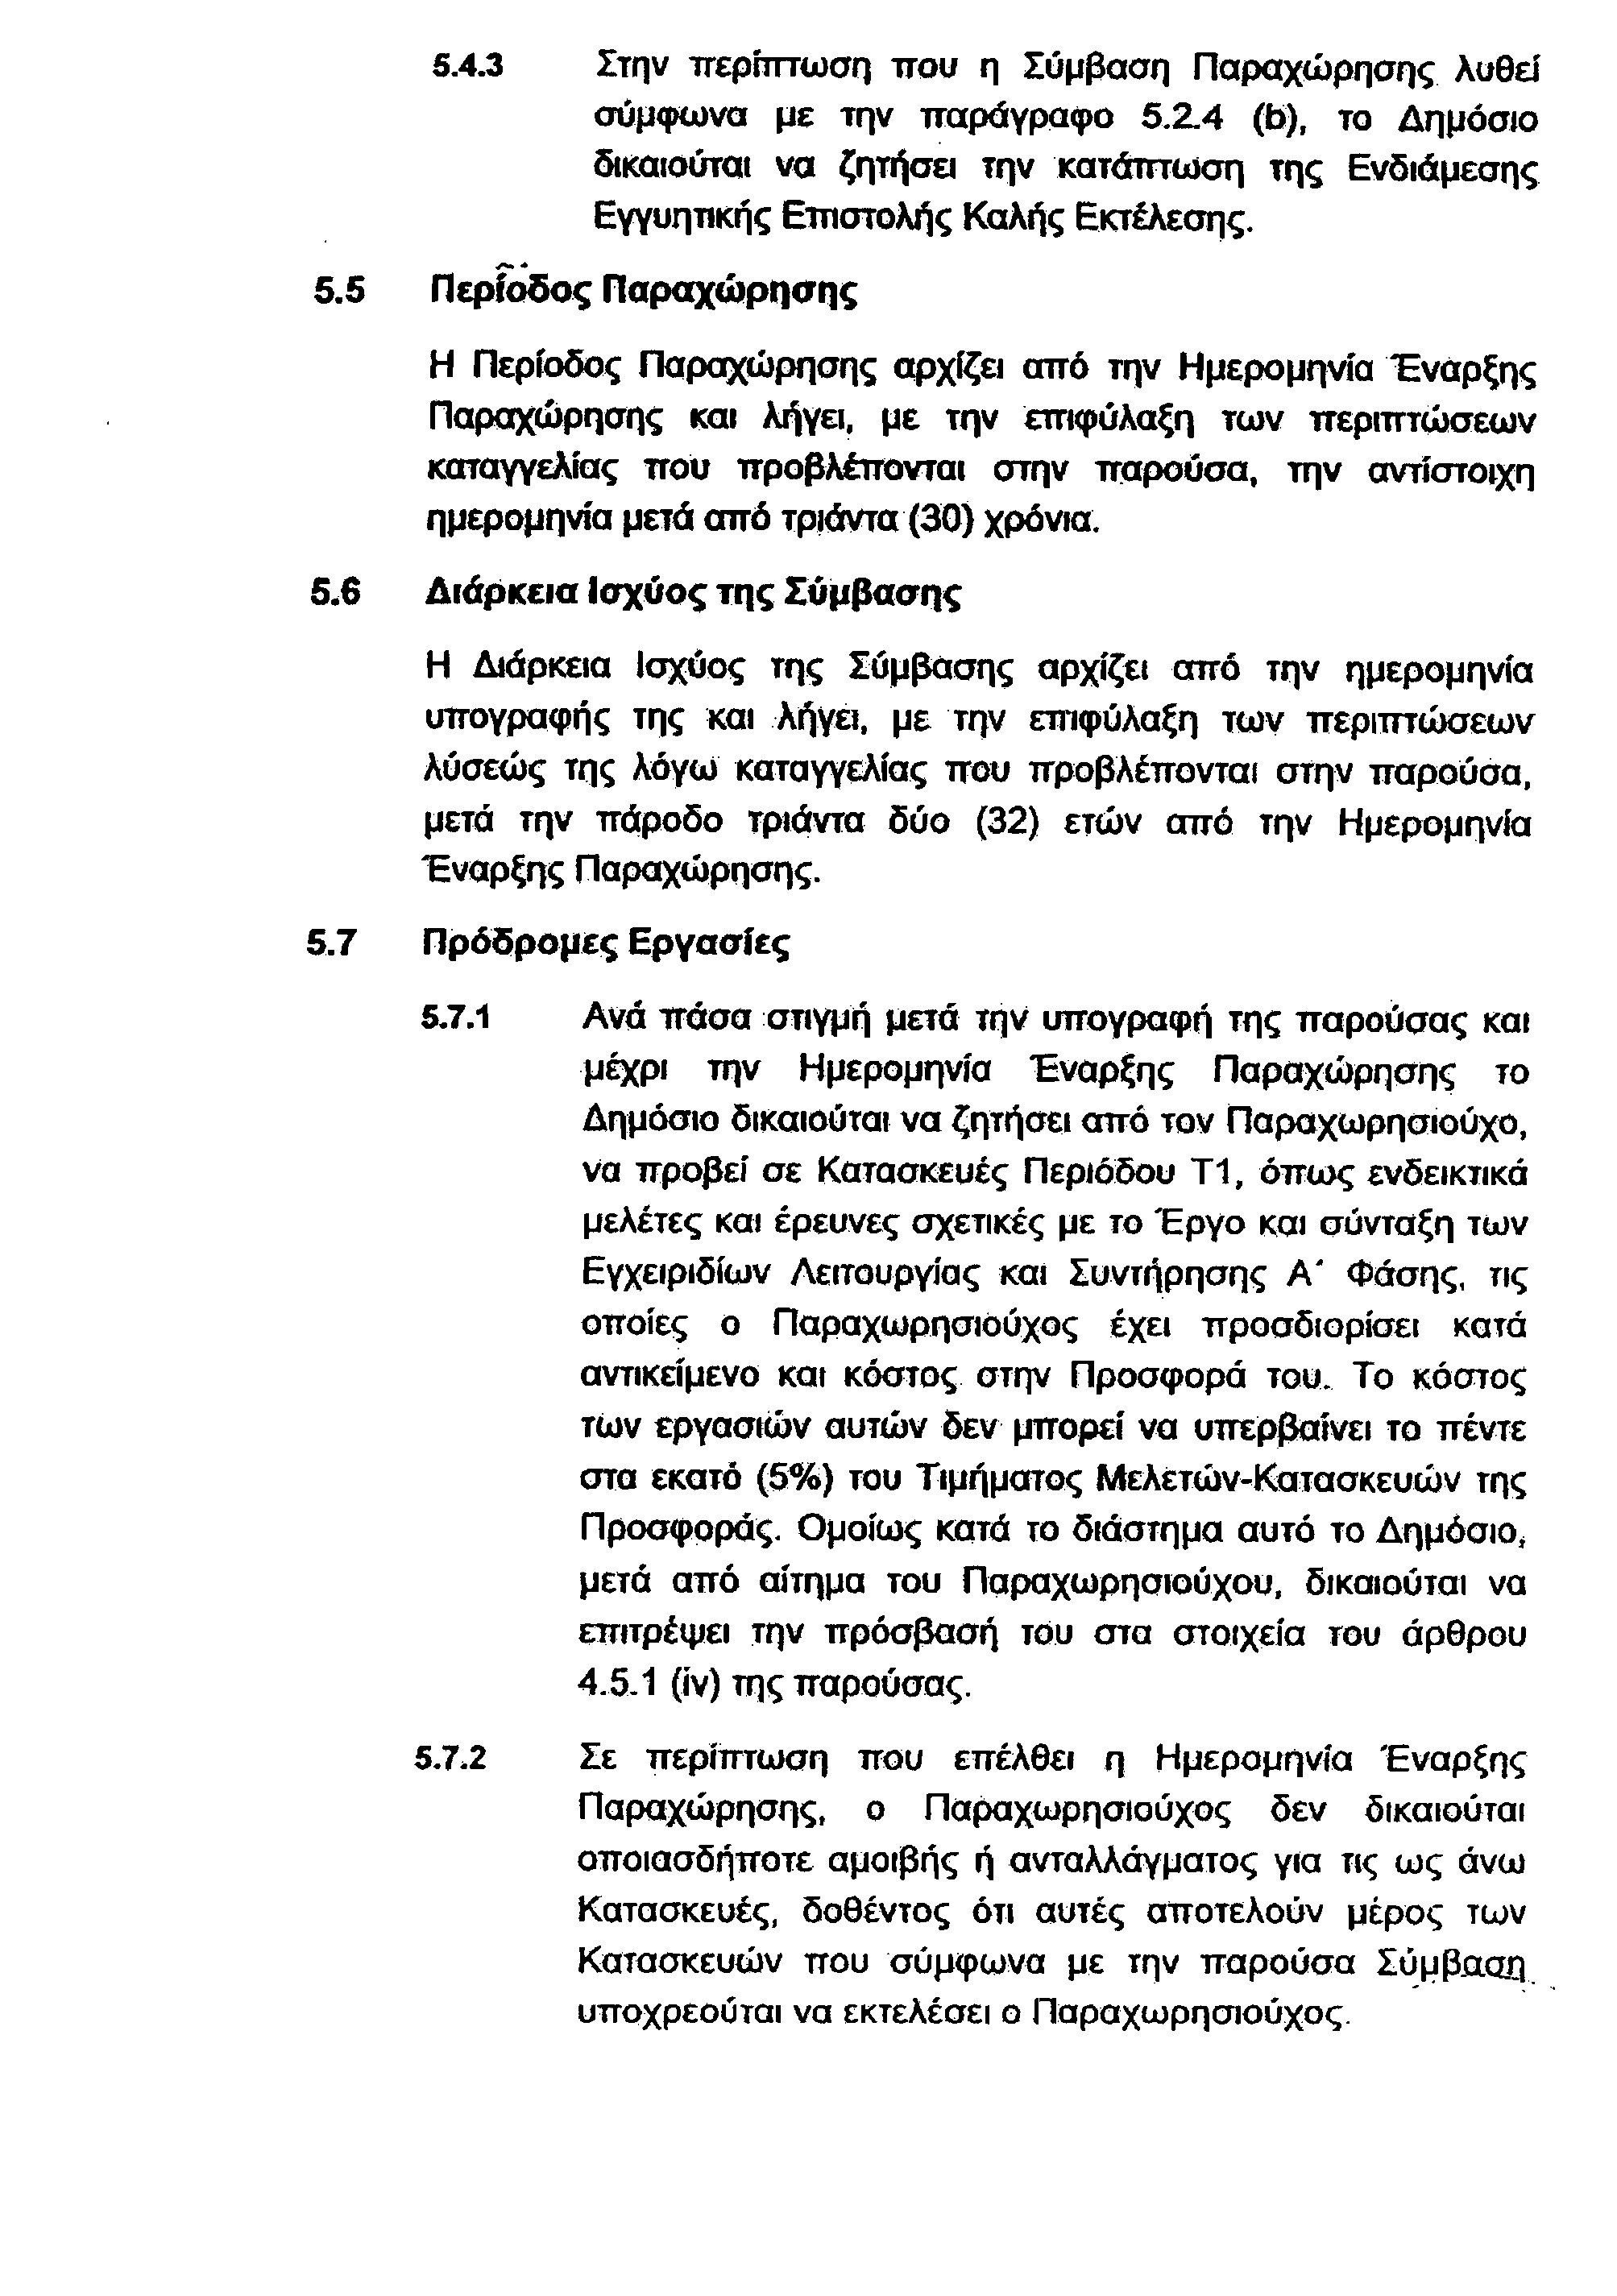 5.4.3 Στην περίπτωση που η Σύμβαση Παραχώρησης λυθεί
σύμφωνα με την παράγραφο 5.2.4 (b), το Δημόσιο
δικαιούται να ζητήσει την κατάπτωση της Ενδιάμεσης
Εγγυητικής Επιστολής Καλής Εκτέλεσης.
5.5 Περίοδος Παραχώρησης
Η Περίοδος Παραχώρησης αρχίζει από την Ημερομηνία Έναρξης
Παραχώρησης και λήγει, με την επιφύλαξη των περιπτώσεων
καταγγελίας που προβλέπονται στην παρούσα, την αντίστοιχη
ημερομηνία μετά από τριάντα (30) χρόνια.
5.6 Διάρκεια Ισχύος της Σύμβασης
Η Διάρκεια Ισχύος της Σύμβασης αρχίζει από την ημερομηνία
υπογραφής της και λήγει, με την επιφύλαξη των περιπτώσεων
λύσεώς της λόγω καταγγελίας που προβλέπονται στην παρούσα,
μετά την πάροδο τριάντα δύο (32) ετών από την Ημερομηνία
Έναρξης Παραχώρησης.
5.7 Πρόδρομες Εργασίες
5.7.1 Ανά πάσα στιγμή μετά την υπογραφή της παρούσας και
μέχρι την Ημερομηνία Έναρξης Παραχώρησης το
Δημόσιο δικαιούται να ζητήσει από τον Παραχωρησιούχο,
να προβεί σε Κατασκευές Περιόδου Τ1, όπως ενδεικτικά
μελέτες και έρευνες σχετικές με το Έργο και σύνταξη των
Εγχειριδίων Λειτουργίας και Συντήρησης Α΄ Φάσης, τις
οποίες ο Παραχωρησιούχος έχει προσδιορίσει κατά
αντικείμενο και κόστος στην Προσφορά του. Το κόστος
των εργασιών αυτών δεν μπορεί να υπερβαίνει το πέντε
στα εκατό (5%) του Τιμήματος Μελετών-Κατασκευών της
Προσφοράς. Ομοίως κατά το διάστημα αυτό το Δημόσιο,
μετά από αίτημα του Παραχωρησιούχου, δικαιούται να
επιτρέψει την πρόσβασή του στα στοιχεία του άρθρου
4.5.1 (iv) της παρούσας.
5.7.2 Σε περίπτωση που επέλθει η Ημερομηνία Έναρξης
Παραχώρησης, ο Παραχωρησιούχος δεν δικαιούται
οποιασδήποτε αμοιβής ή ανταλλάγματος για τις ως άνω
Κατασκευές, δοθέντος ότι αυτές αποτελούν μέρος των
Κατασκευών που σύμφωνα με την παρούσα Σύμβαση
υποχρεούται να εκτελέσει ο Παραχωρησιούχος.